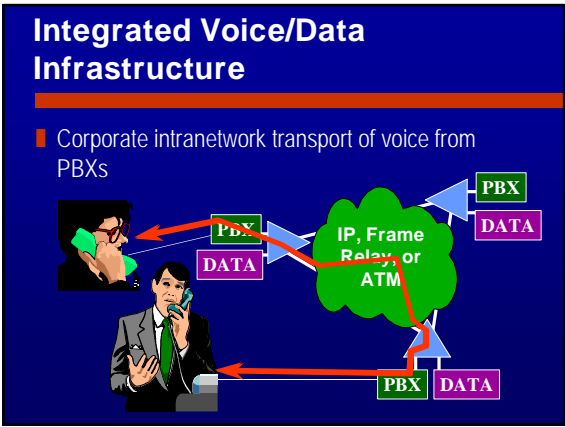 Integrated Voice/Data
Infrastructure
Corporate intranetwork transport of voice from
PBXs
PBX
DATA
PBX
DATA
IP, Frame
Relay, or
ATM
PBX
DATA